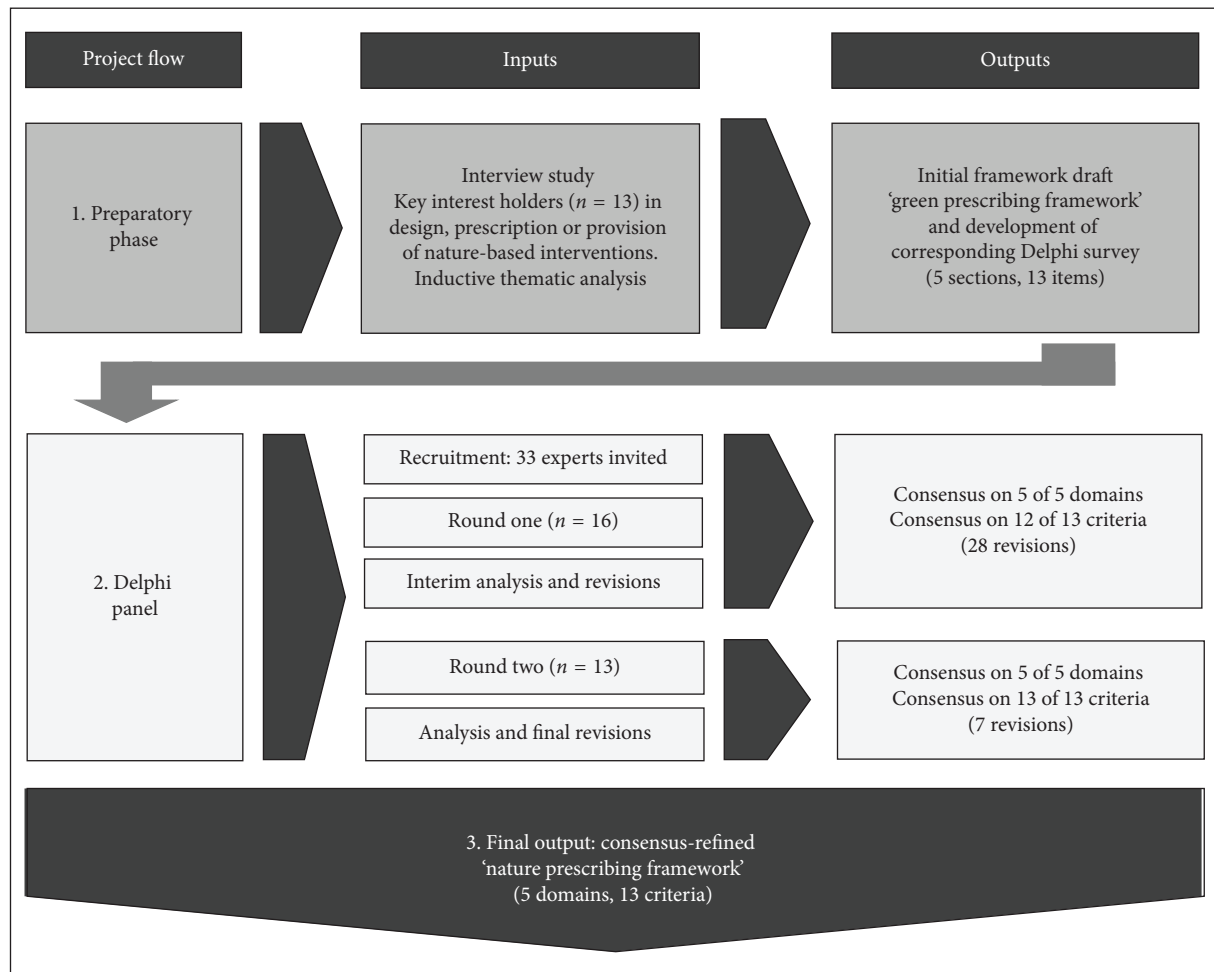 Project flow
Inputs
Outputs
1. Preparatory
phase
Interview study
Key interest holders (n = 13) in
design, prescription or provision
of nature-based interventions.
Inductive thematic analysis
Initial framework draft
‘green prescribing framework’
and development of
corresponding Delphi survey
(5 sections, 13 items)
2. Delphi
panel
Recruitment: 33 experts invited
Round one (n = 16)
Interim analysis and revisions
Consensus on 5 of 5 domains
Consensus on 12 of 13 criteria
(28 revisions)
Round two (n = 13)
Analysis and final revisions
Consensus on 5 of 5 domains
Consensus on 13 of 13 criteria
(7 revisions)
3. Final output: consensus-refined
‘nature prescribing framework’
(5 domains, 13 criteria)